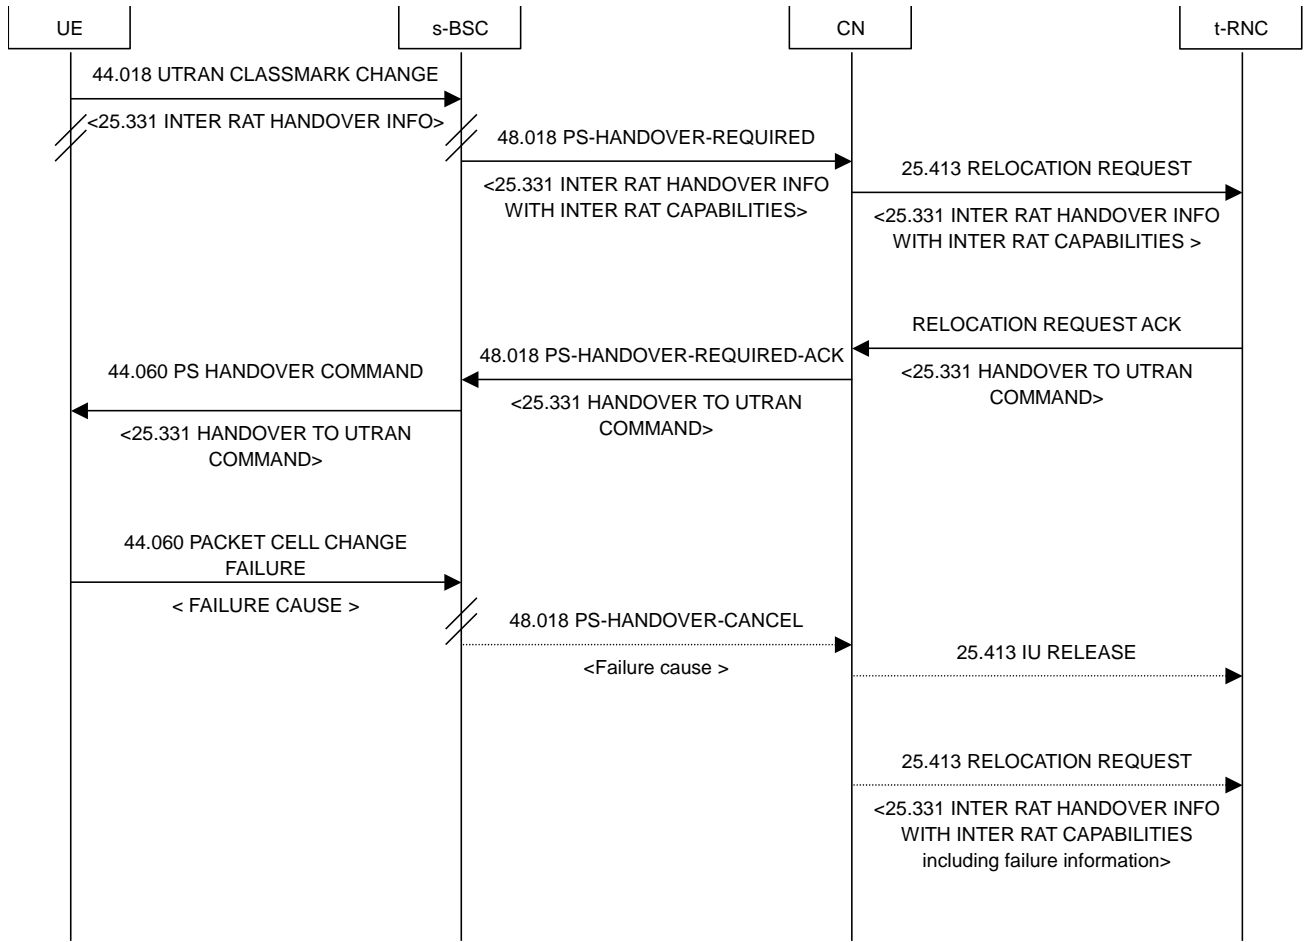 UE
s-BSC
CN
t-RNC
44.018 UTRAN CLASSMARK CHANGE
<25.331 INTER RAT HANDOVER INFO>
48.018 PS-HANDOVER-REQUIRED
<25.331 INTER RAT HANDOVER INFO
WITH INTER RAT CAPABILITIES>
25.413 RELOCATION REQUEST
<25.331 INTER RAT HANDOVER INFO
WITH INTER RAT CAPABILITIES >
RELOCATION REQUEST ACK
<25.331 HANDOVER TO UTRAN
COMMAND>
48.018 PS-HANDOVER-REQUIRED-ACK
<25.331 HANDOVER TO UTRAN
COMMAND>
44.060 PS HANDOVER COMMAND
<25.331 HANDOVER TO UTRAN
COMMAND>
44.060 PACKET CELL CHANGE
FAILURE
< FAILURE CAUSE >
48.018 PS-HANDOVER-CANCEL
<Failure cause >
25.413 IU RELEASE
25.413 RELOCATION REQUEST
<25.331 INTER RAT HANDOVER INFO
WITH INTER RAT CAPABILITIES
including failure information>